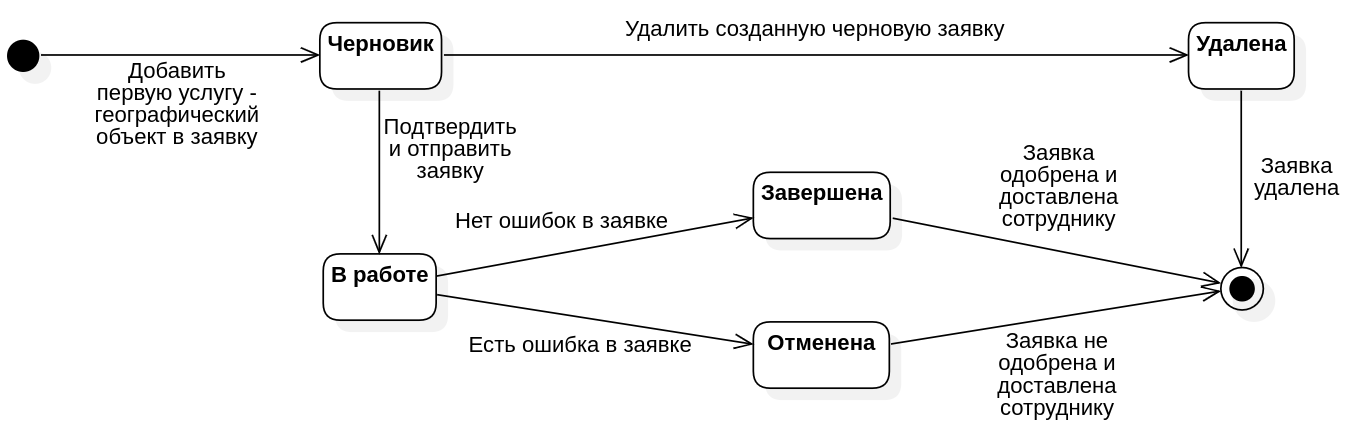 Черновик
Удалить созданную черновую заявку
Удалена
Добавить
первую услугу -
географический
объект в заявку
Подтвердить
и отправить
заявку
Заявка
одобрена и
доставлена
сотруднику
Заявка
удалена
Завершена
Нет ошибок в заявке
В работе
Есть ошибка в заявке
Отменена
Заявка не
одобрена и
доставлена
сотруднику